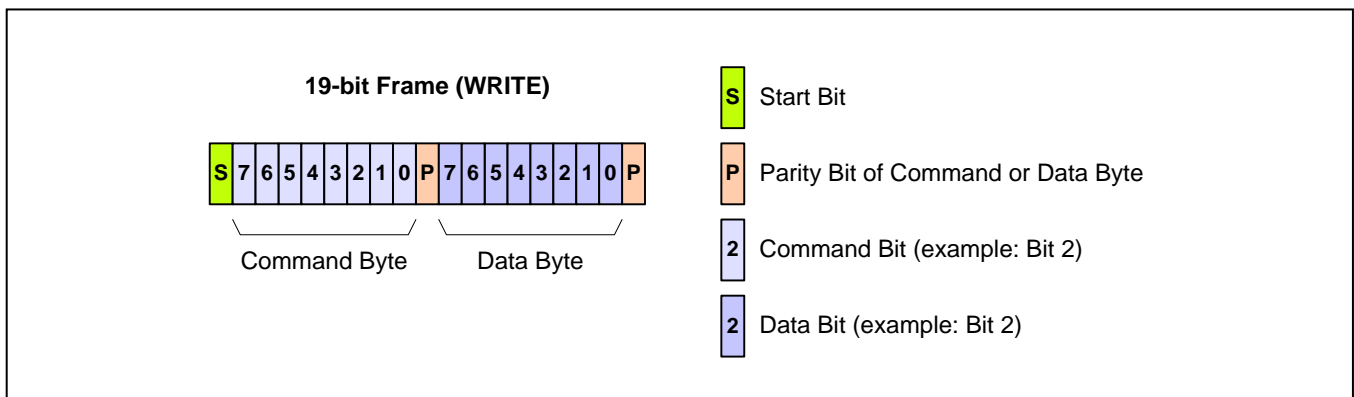 19-bit Frame (WRITE)
S 7 6 5 4 3 2 1 0 P 7 6 5 4 3 2 1 0 P
Command Byte Data Byte
S Start Bit
P Parity Bit of Command or Data Byte
2 Command Bit (example: Bit 2)
2 Data Bit (example: Bit 2)